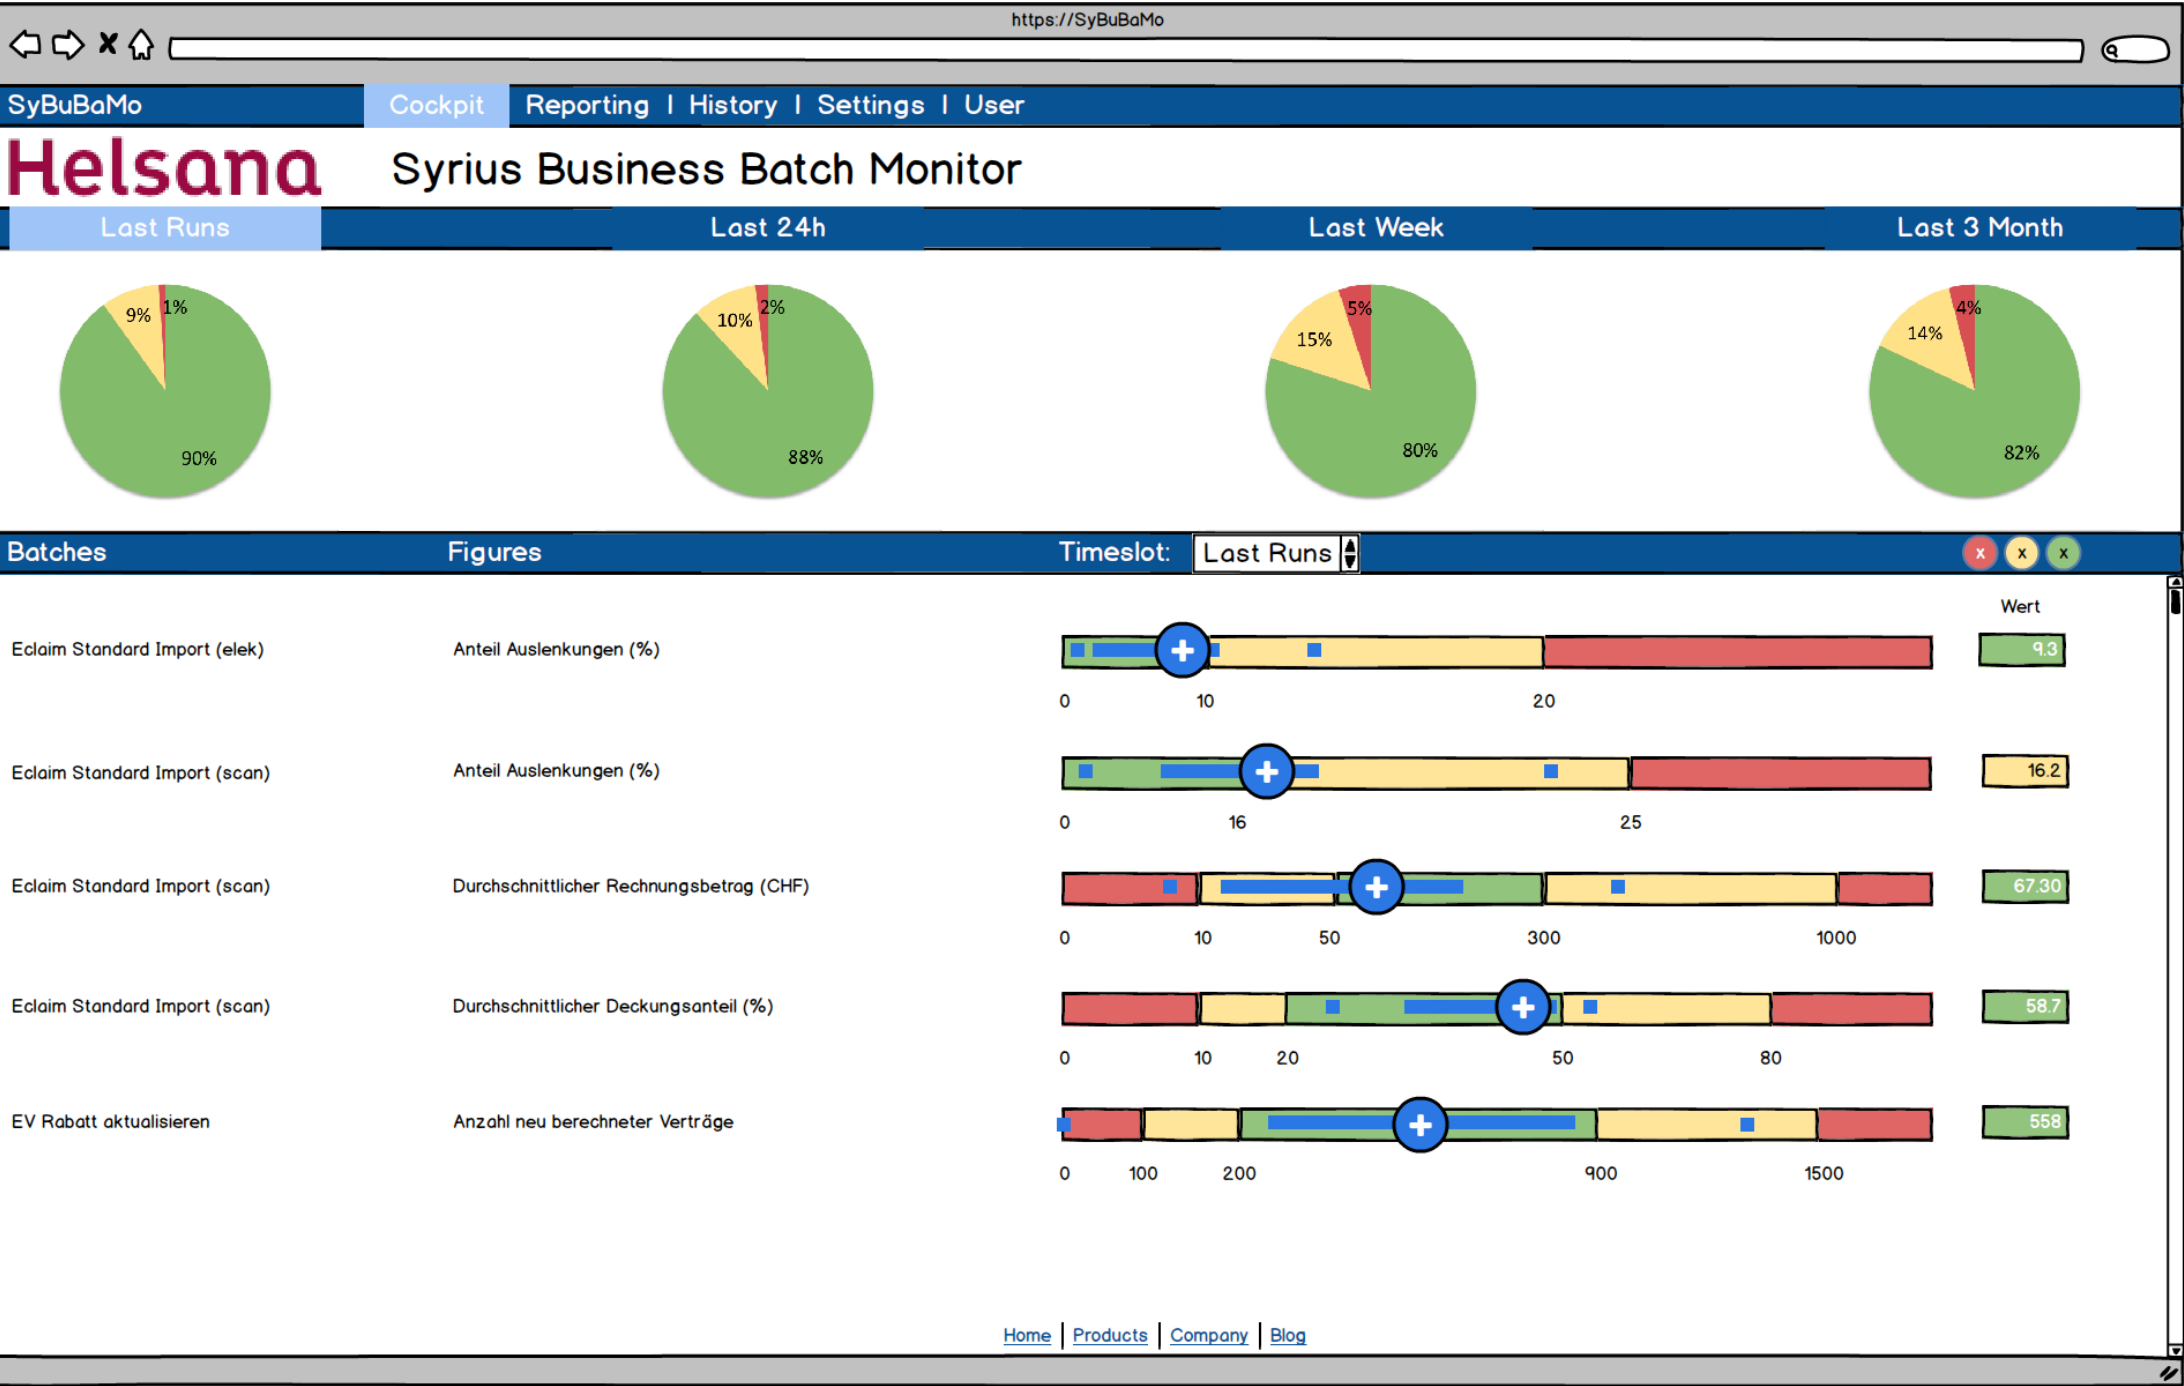 https://SyBuBaMo
SyBuBaMo Cockpit Reporting | History | Settings | User
Helsana Syrius Business Batch Monitor
Last Runs Last 24h Last Week Last 3 Month
9% 1% 90%
10% 2% 88%
15% 5% 80%
14% 4% 82%
Batches Figures Timeslot: Last Runs x x x
Wert
Eclaim Standard Import (elek) Anteil Auslenkungen (%) 9.3
0 10 20
Eclaim Standard Import (scan) Anteil Auslenkungen (%) 16.2
0 16 25
Eclaim Standard Import (scan) Durchschnittlicher Rechnungsbetrag (CHF) 67.30
0 10 50 300 1000
Eclaim Standard Import (scan) Durchschnittlicher Deckungsanteil (%) 58.7
0 10 20 50 80
EV Rabatt aktualisieren Anzahl neu berechneter Verträge 558
0 100 200 900 1500
Home | Products | Company | Blog